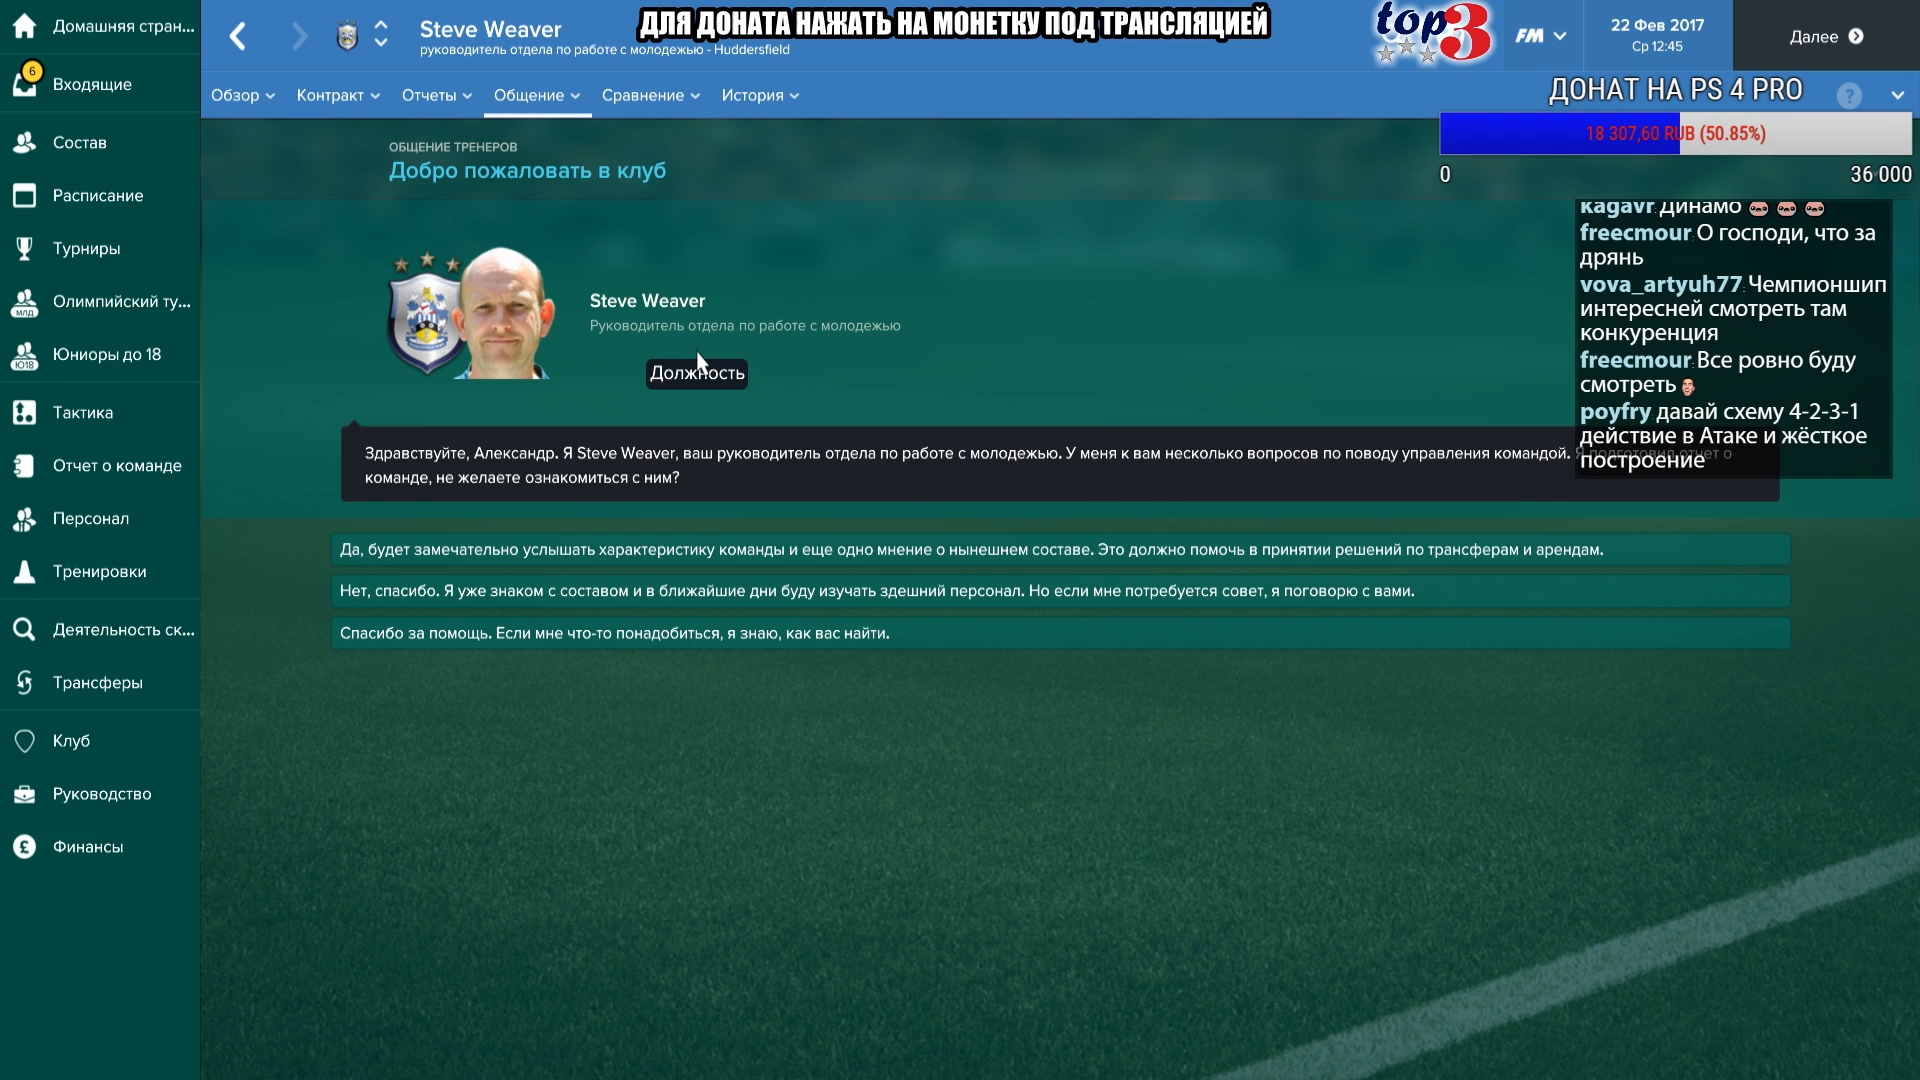 Домашняя стран...
6
Входящие
Состав
Расписание
Турниры
Олимпийский ту...
Юниоры до 18
Тактика
Отчет о команде
Персонал
Тренировки
Деятельность ск...
Трансферы
Клуб
Руководство
Финансы
МЛД
Ю18
Steve Weaver
руководитель отдела по работе с молодежью - Huddersfield
ДЛЯ ДОНАТА НАЖАТЬ НА МОНЕТКУ ПОД ТРАНСЛЯЦИЕЙ
top3
FM
22 Фев 2017
Ср 12:45
Далее
Обзор
Контракт
Отчеты
Общение
Сравнение
История
ДОНАТ НА PS 4 PRO
?
18 307,60 RUB (50.85%)
0
36 000
ОБЩЕНИЕ ТРЕНЕРОВ
Добро пожаловать в клуб
Steve Weaver
Руководитель отдела по работе с молодежью
Должность
kagavr: Динамо
freecmour: О господи, что за
дрянь
vova_artyuh77: Чемпионшип
интересней смотреть там
конкуренция
freecmour: Все ровно буду
смотреть
poyfry: давай схему 4-2-3-1
действие в Атаке и жёсткое
построение
Здравствуйте, Александр. Я Steve Weaver, ваш руководитель отдела по работе с молодежью. У меня к вам несколько вопросов по поводу управления командой. Я подготовил отчет о
команде, не желаете ознакомиться с ним?
Да, будет замечательно услышать характеристику команды и еще одно мнение о нынешнем составе. Это должно помочь в принятии решений по трансферам и арендам.
Нет, спасибо. Я уже знаком с составом и в ближайшие дни буду изучать здешний персонал. Но если мне потребуется совет, я поговорю с вами.
Спасибо за помощь. Если мне что-то понадобиться, я знаю, как вас найти.